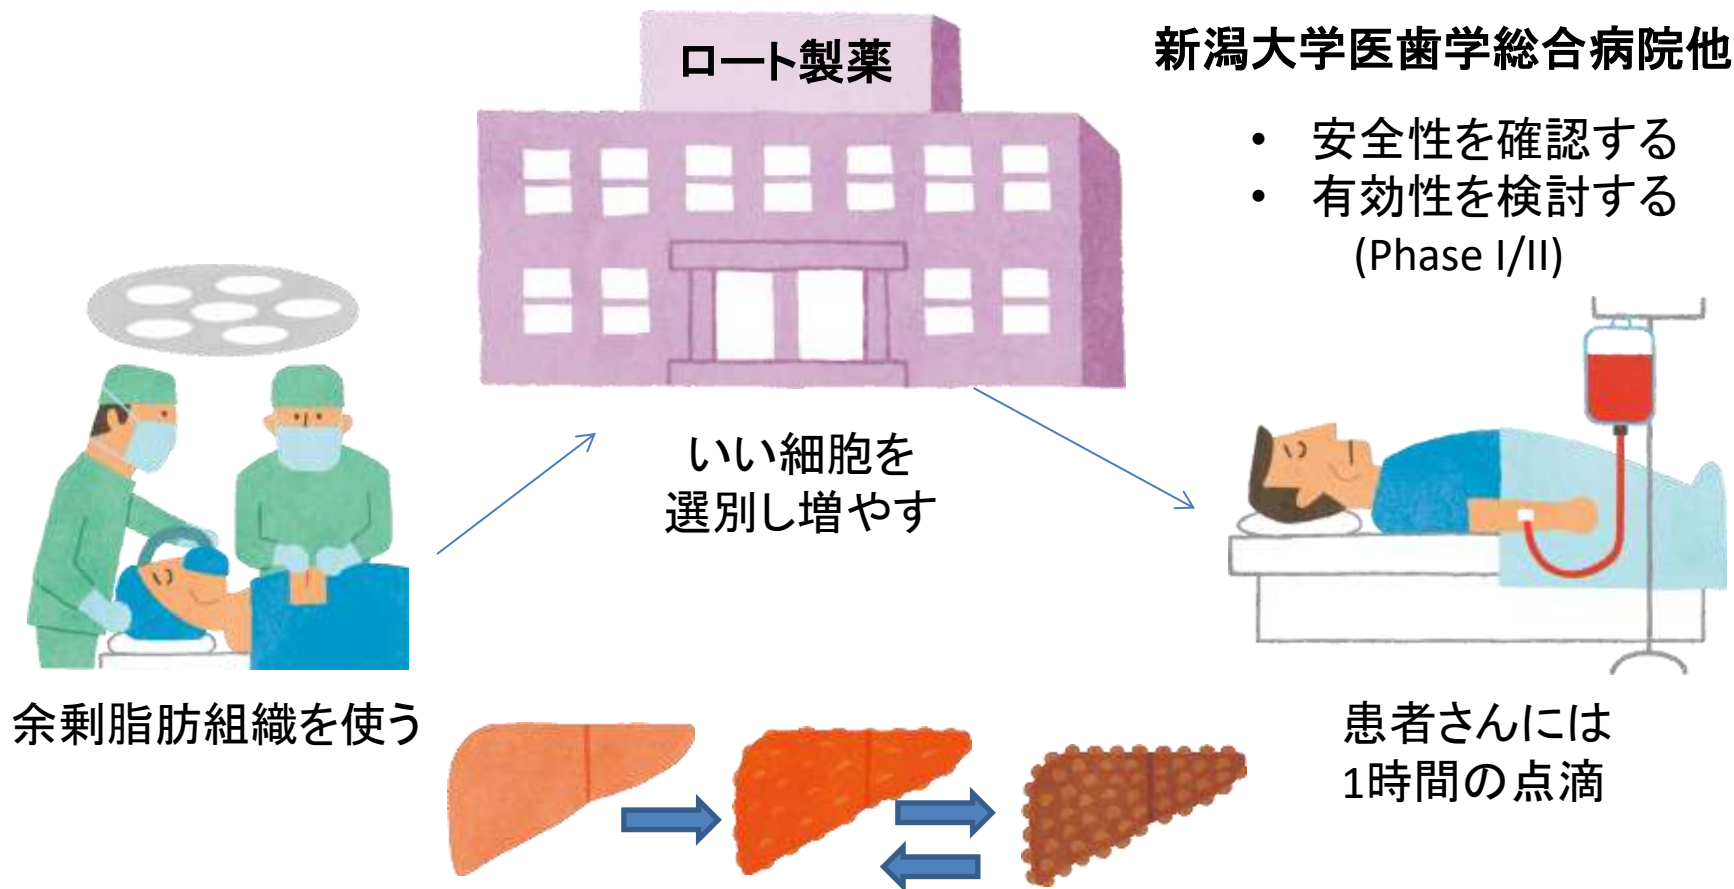 ロート製薬
新潟大学医歯学総合病院他
• 安全性を確認する
• 有効性を検討する
(Phase I/II)
いい細胞を
選別し増やす
余剰脂肪組織を使う
患者さんには
1時間の点滴